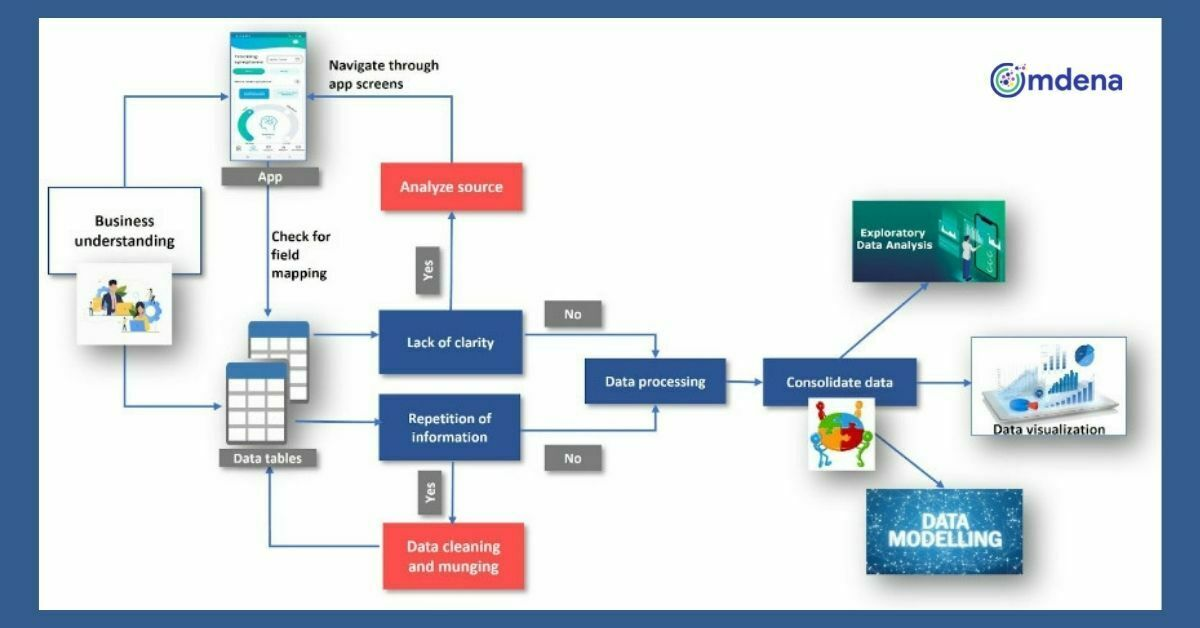 Navigate through
app screens
omdena
App
Analyze source
Business
understanding
Check for
field
mapping
Yes
Exploratory
Data Analysis
No
Lack of clarity
Data processing
Consolidate data
Repetition of
information
Data visualization
Data tables
No
Yes
DATA
MODELLING
Data cleaning
and munging